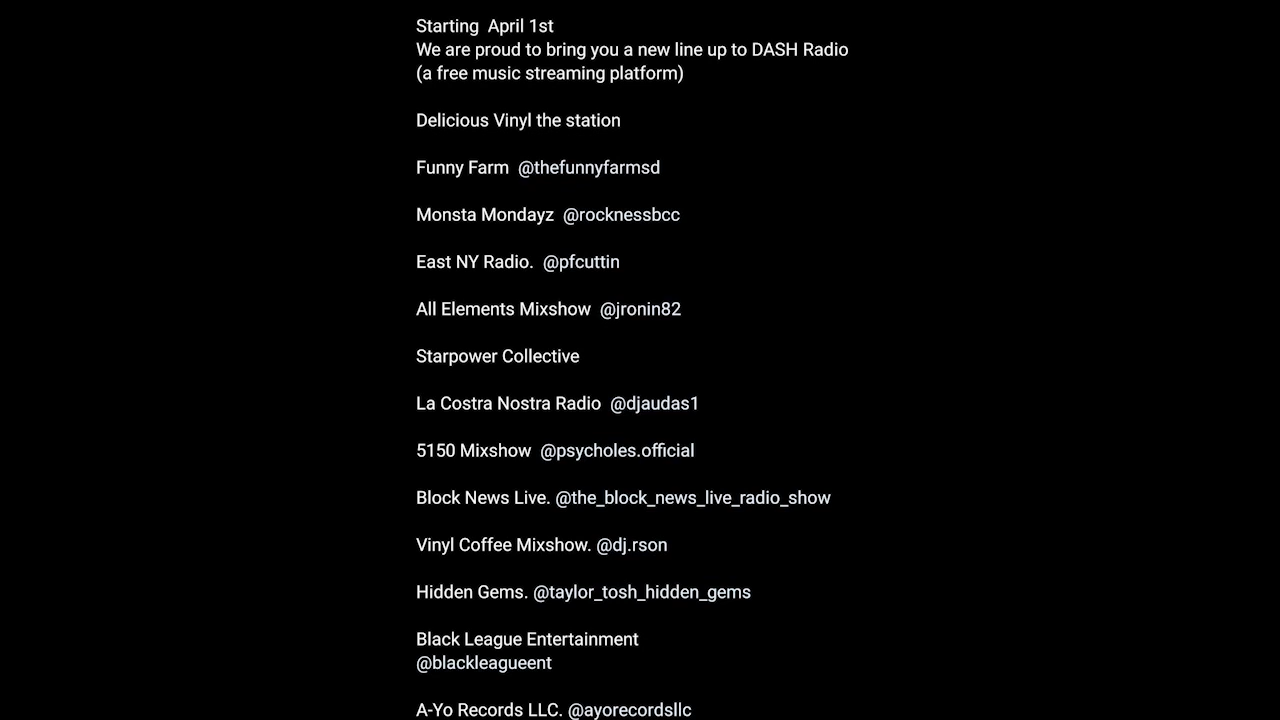 Starting  April 1st
We are proud to bring you a new line up to DASH Radio
(a free music streaming platform)
Delicious Vinyl the station
Funny Farm  @thefunnyfarmsd
Monsta Mondayz  @rocknessbcc
East NY Radio.  @pfcuttin
All Elements Mixshow  @jronin82
Starpower Collective
La Costra Nostra Radio  @djaudas1
5150 Mixshow  @psycholes.official
Block News Live. @the_block_news_live_radio_show
Vinyl Coffee Mixshow. @dj.rson
Hidden Gems. @taylor_tosh_hidden_gems
Black League Entertainment
@blackleagueent
A-Yo Records LLC. @ayorecordsllc